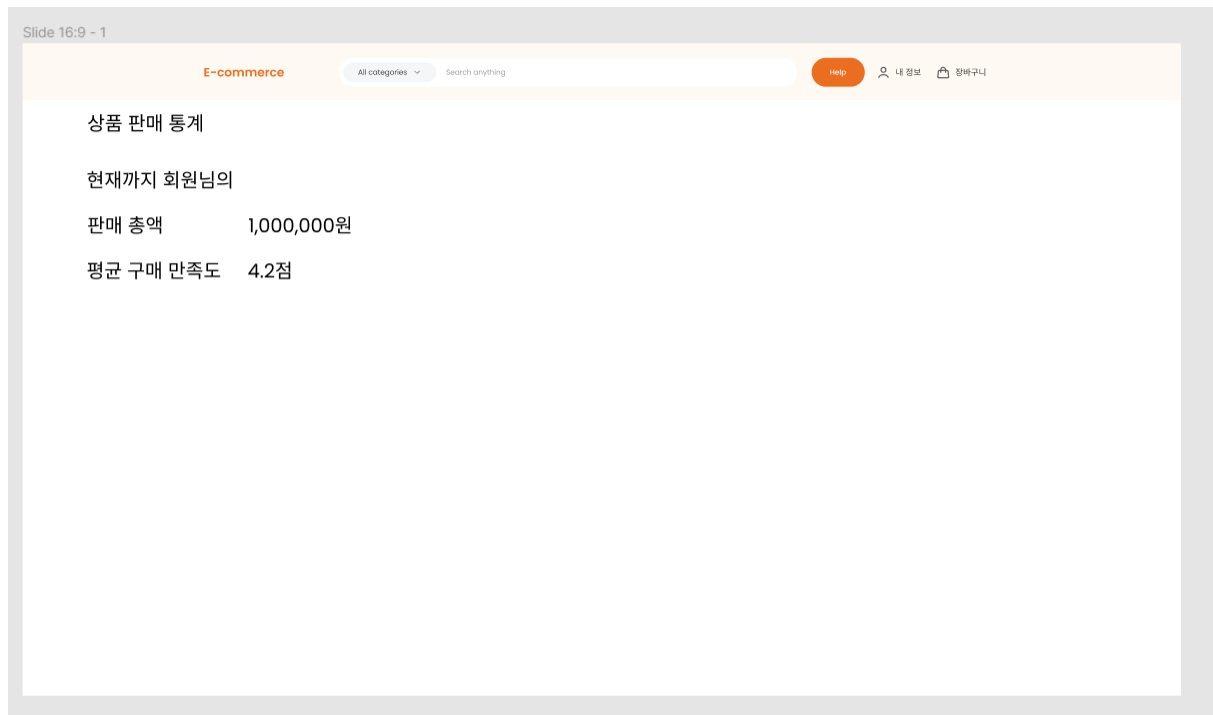 Slide 16:9 - 1
E-commerce All categories Search anything Help 내 정보 장바구니
상품 판매 통계
현재까지 회원님의
판매 총액 1,000,000원
평균 구매 만족도 4.2점